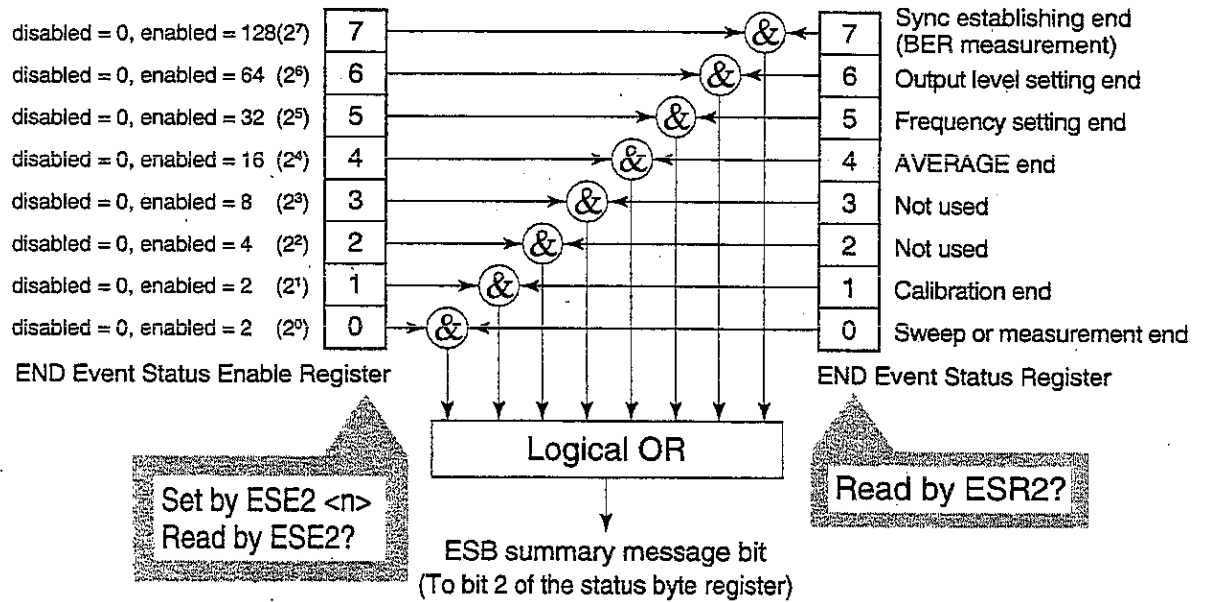 disabled = 0, enabled = 128(2⁷) 7 & 7 Sync establishing end
(BER measurement)
disabled = 0, enabled = 64 (2⁶) 6 & 6 Output level setting end
disabled = 0, enabled = 32 (2⁵) 5 & 5 Frequency setting end
disabled = 0, enabled = 16 (2⁴) 4 & 4 AVERAGE end
disabled = 0, enabled = 8 (2³) 3 & 3 Not used
disabled = 0, enabled = 4 (2²) 2 & 2 Not used
disabled = 0, enabled = 2 (2¹) 1 & 1 Calibration end
disabled = 0, enabled = 2 (2⁰) 0 & 0 Sweep or measurement end
END Event Status Enable Register
END Event Status Register
Logical OR
Set by ESE2 <n>
Read by ESE2?
Read by ESR2?
ESB summary message bit
(To bit 2 of the status byte register)